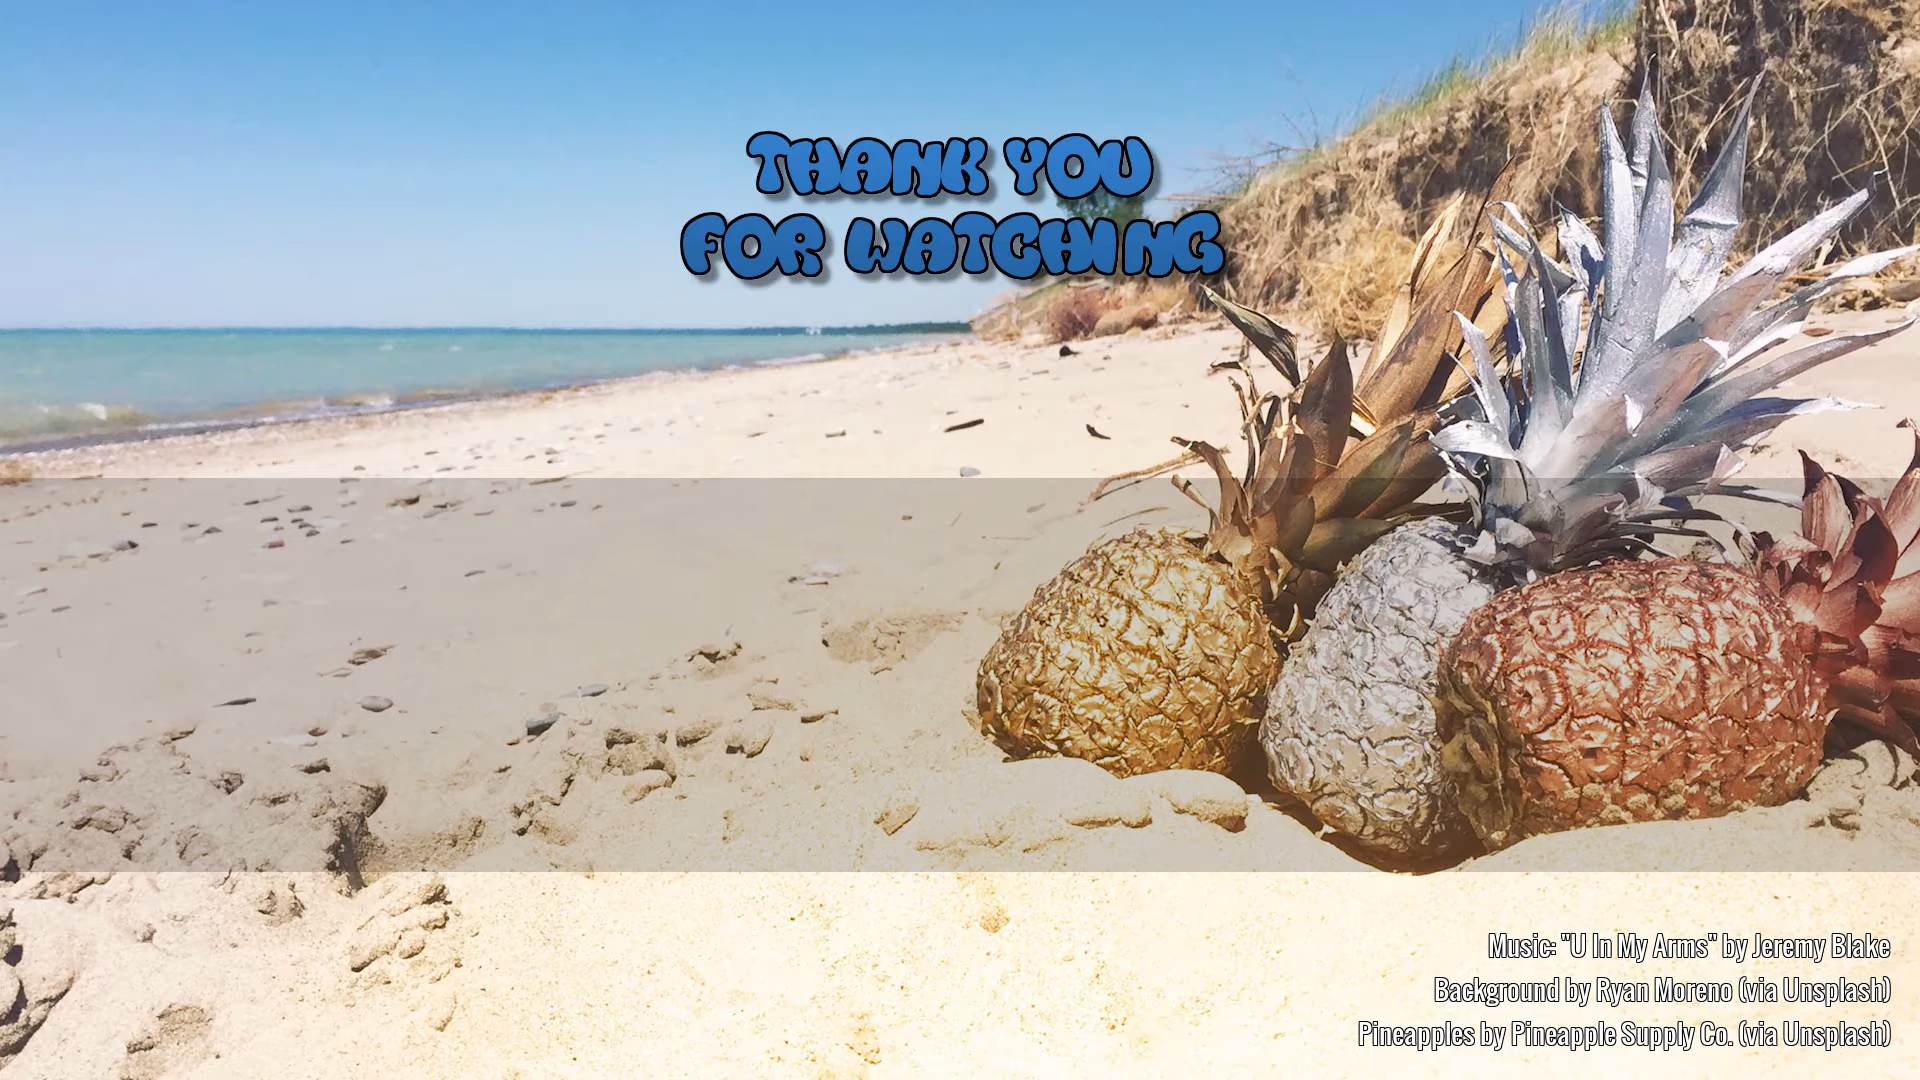 THANK YOU
FOR WATCHING
Music: "U In My Arms" by Jeremy Blake
Background by Ryan Moreno (via Unsplash)
Pineapples by Pineapple Supply Co. (via Unsplash)